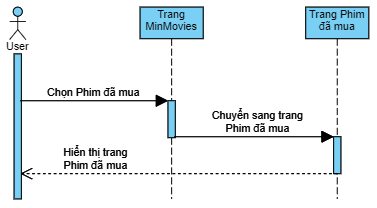 User
Trang
MinMovies
Trang Phim
đã mua
Chọn Phim đã mua
Chuyển sang trang
Phim đã mua
Hiển thị trang
Phim đã mua